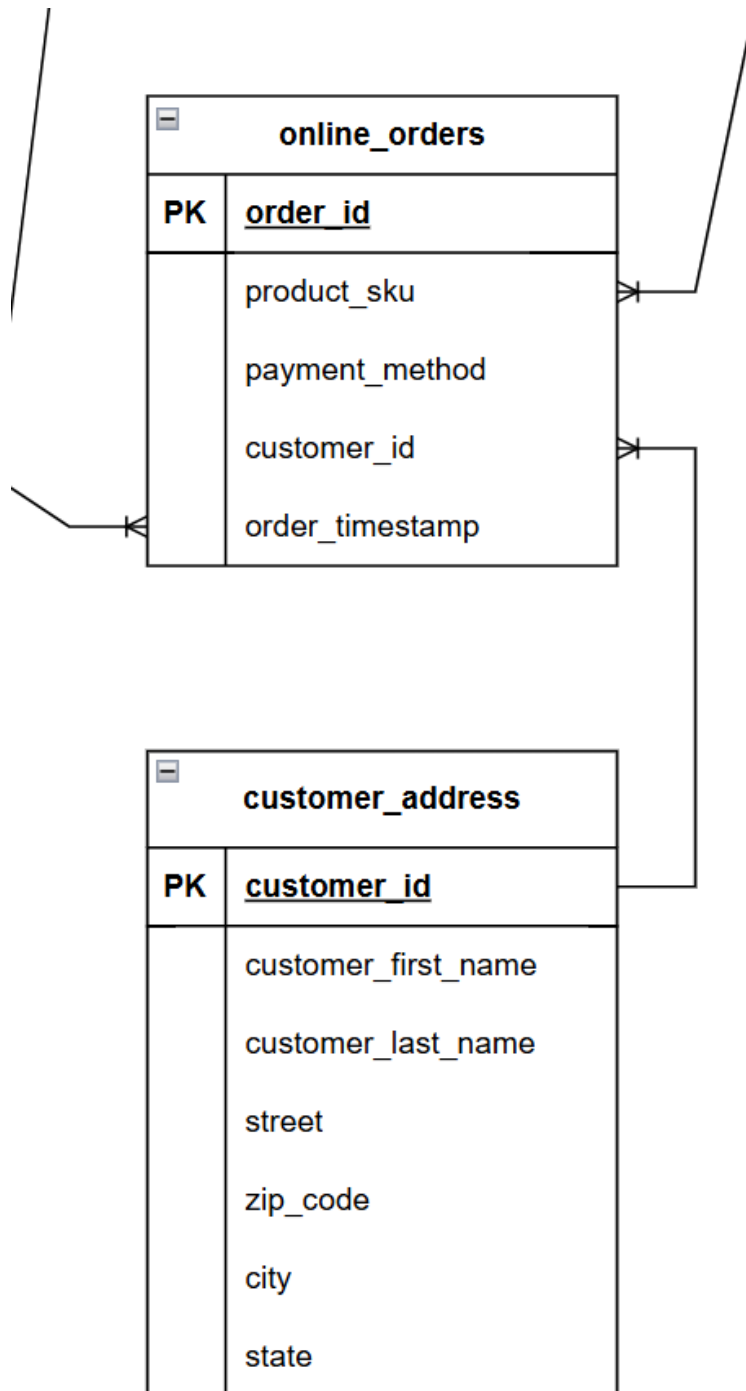 online_orders
PK order_id
product_sku
payment_method
customer_id
order_timestamp
customer_address
PK customer_id
customer_first_name
customer_last_name
street
zip_code
city
state